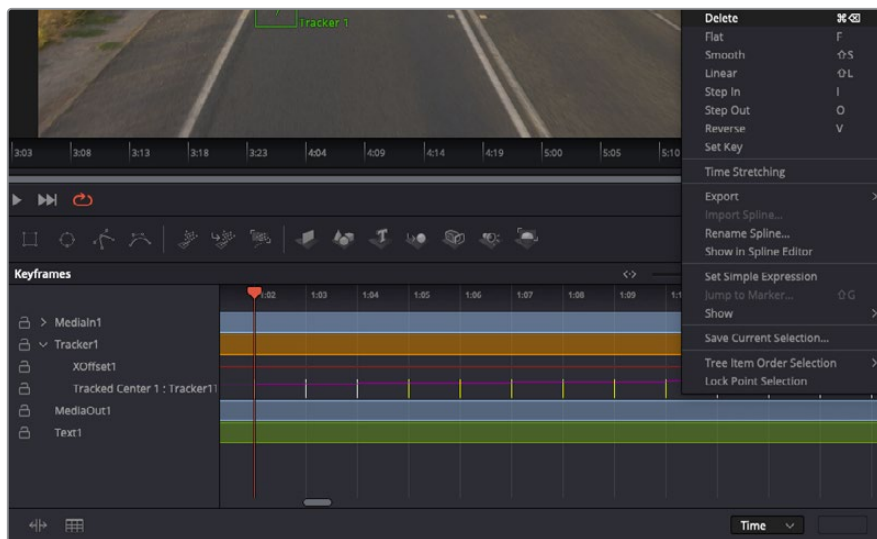 Tracker 1
Delete ⌘⌫
Flat F
Smooth ⇧S
Linear ⇧L
Step In I
Step Out O
Reverse V
Set Key
Time Stretching
Export
Import Spline...
Rename Spline...
Show in Spline Editor
Set Simple Expression
Jump to Marker... ⇧G
Show
Save Current Selection...
Tree Item Order Selection
Lock Point Selection
3:03 3:08 3:13 3:18 3:23 4:04 4:09 4:14 4:19 5:00 5:05 5:10
Keyframes
1:02 1:03 1:04 1:05 1:06 1:07 1:08 1:09
MediaIn1
Tracker1
XOffset1
Tracked Center 1 : Tracker1
MediaOut1
Text1
Time